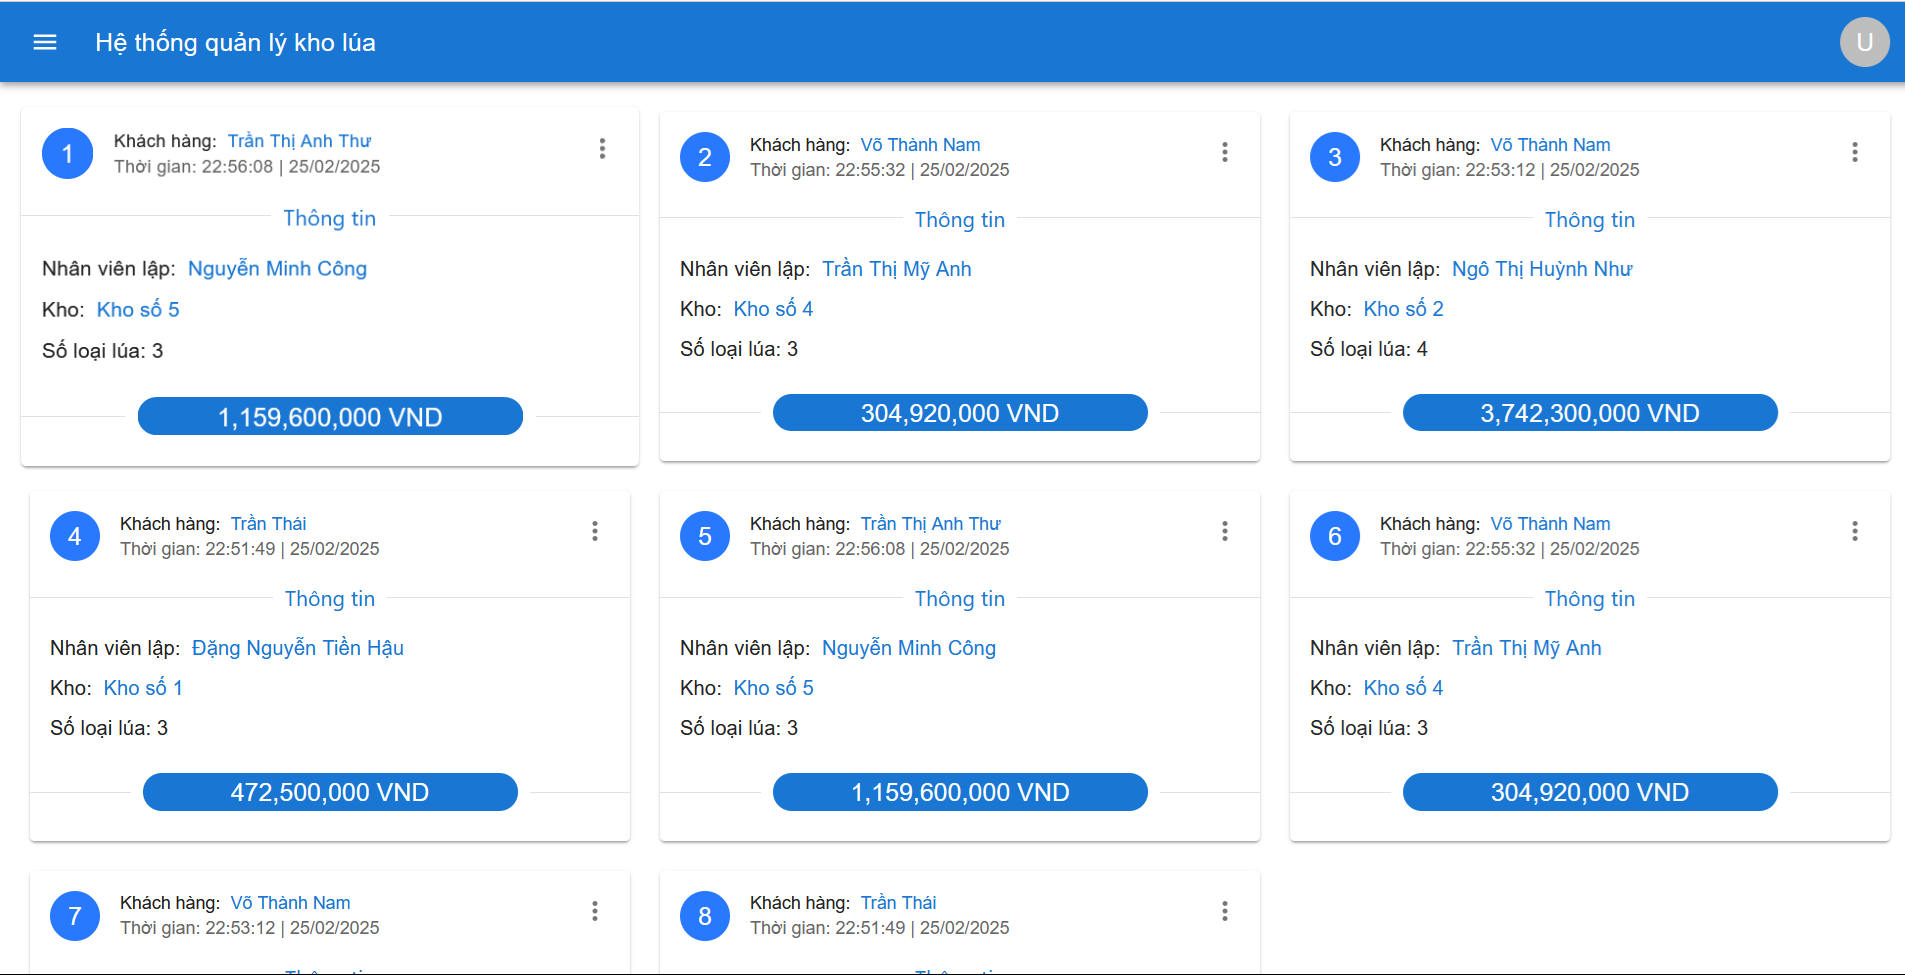 Hệ thống quản lý kho lúa
U
1
Khách hàng: Trần Thị Anh Thư
Thời gian: 22:56:08 | 25/02/2025
Thông tin
Nhân viên lập: Nguyễn Minh Công
Kho: Kho số 5
Số loại lúa: 3
1,159,600,000 VND
2
Khách hàng: Võ Thành Nam
Thời gian: 22:55:32 | 25/02/2025
Thông tin
Nhân viên lập: Trần Thị Mỹ Anh
Kho: Kho số 4
Số loại lúa: 3
304,920,000 VND
3
Khách hàng: Võ Thành Nam
Thời gian: 22:53:12 | 25/02/2025
Thông tin
Nhân viên lập: Ngô Thị Huỳnh Như
Kho: Kho số 2
Số loại lúa: 4
3,742,300,000 VND
4
Khách hàng: Trần Thái
Thời gian: 22:51:49 | 25/02/2025
Thông tin
Nhân viên lập: Đặng Nguyễn Tiền Hậu
Kho: Kho số 1
Số loại lúa: 3
472,500,000 VND
5
Khách hàng: Trần Thị Anh Thư
Thời gian: 22:56:08 | 25/02/2025
Thông tin
Nhân viên lập: Nguyễn Minh Công
Kho: Kho số 5
Số loại lúa: 3
1,159,600,000 VND
6
Khách hàng: Võ Thành Nam
Thời gian: 22:55:32 | 25/02/2025
Thông tin
Nhân viên lập: Trần Thị Mỹ Anh
Kho: Kho số 4
Số loại lúa: 3
304,920,000 VND
7
Khách hàng: Võ Thành Nam
Thời gian: 22:53:12 | 25/02/2025
8
Khách hàng: Trần Thái
Thời gian: 22:51:49 | 25/02/2025